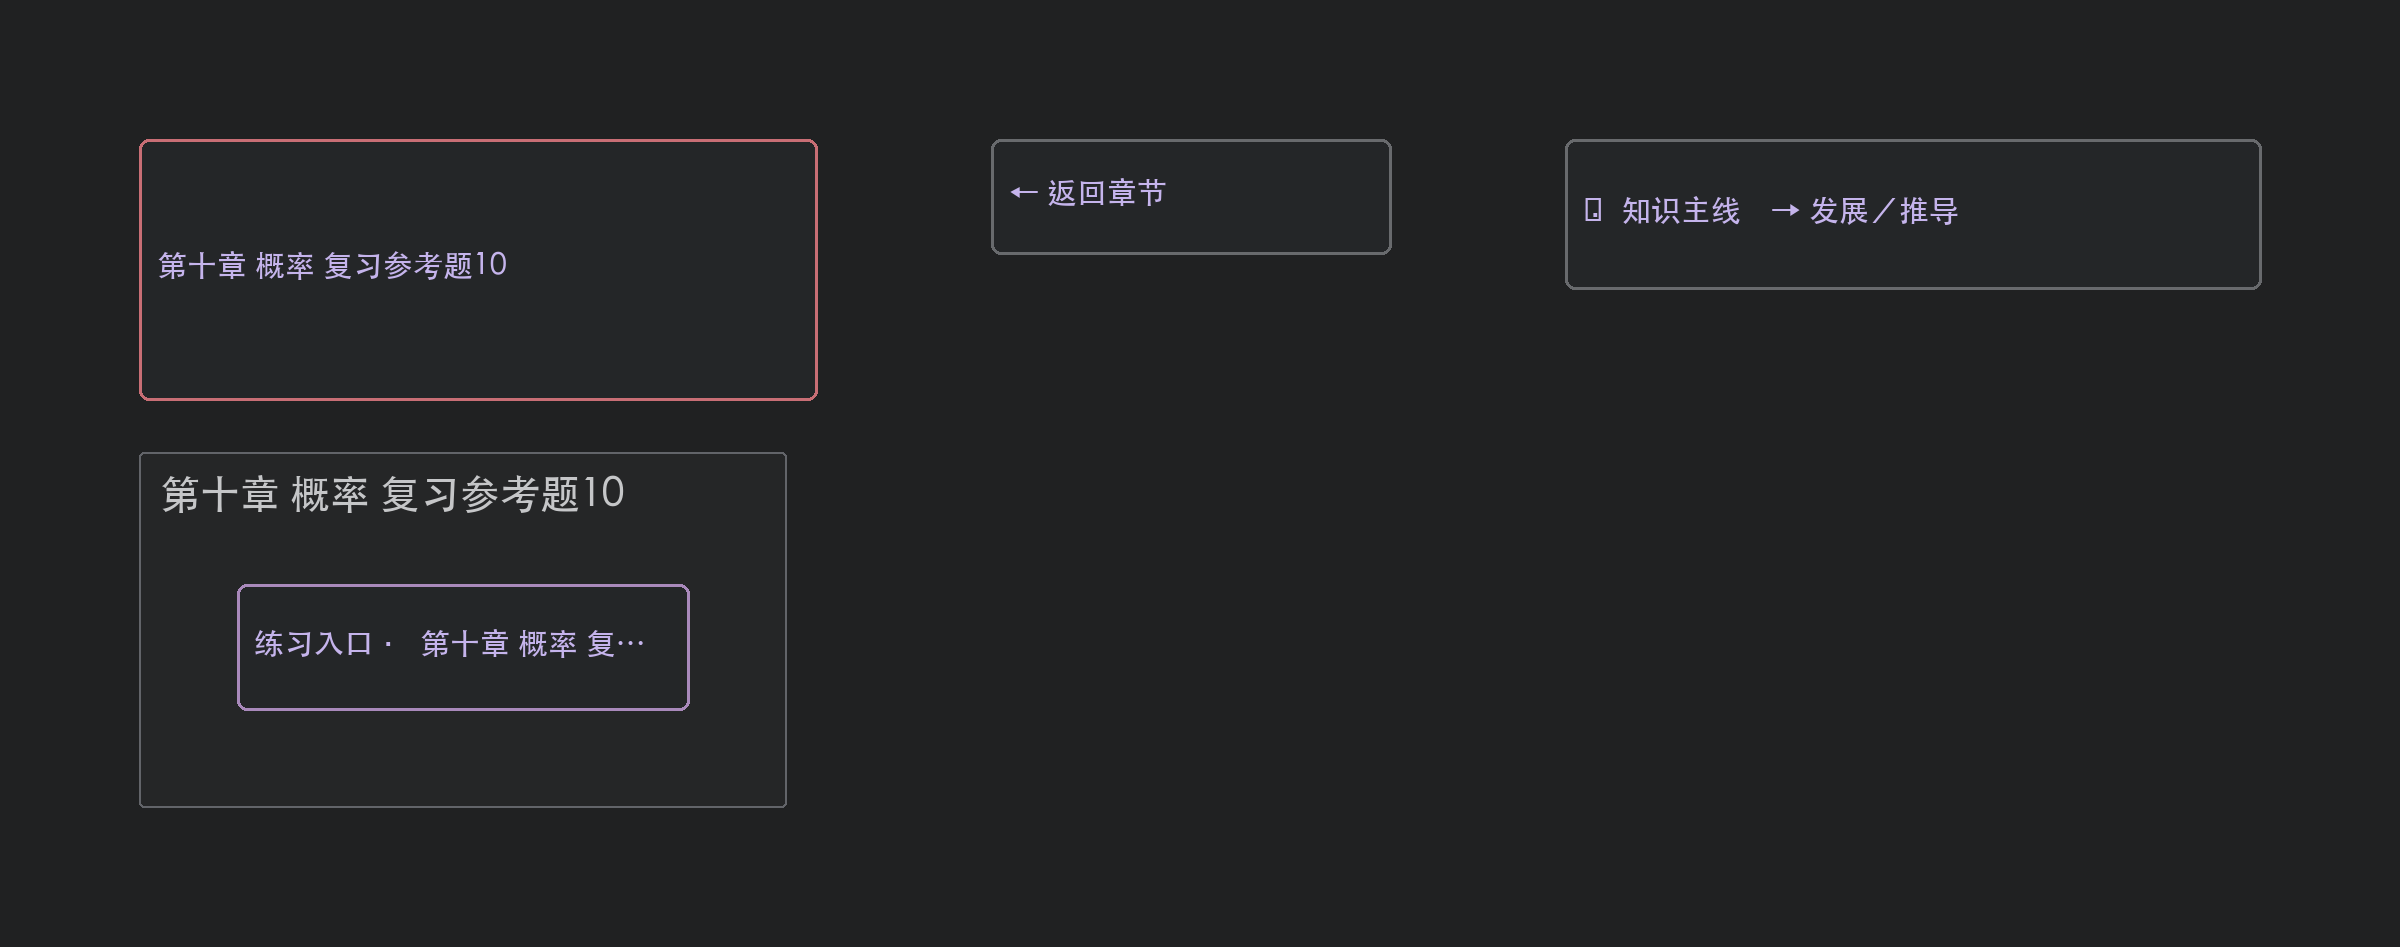 第十章 概率 复习参考题10
← 返回章节
知识主线 → 发展／推导
第十章 概率 复习参考题10
练习入口 · 第十章 概率 复…